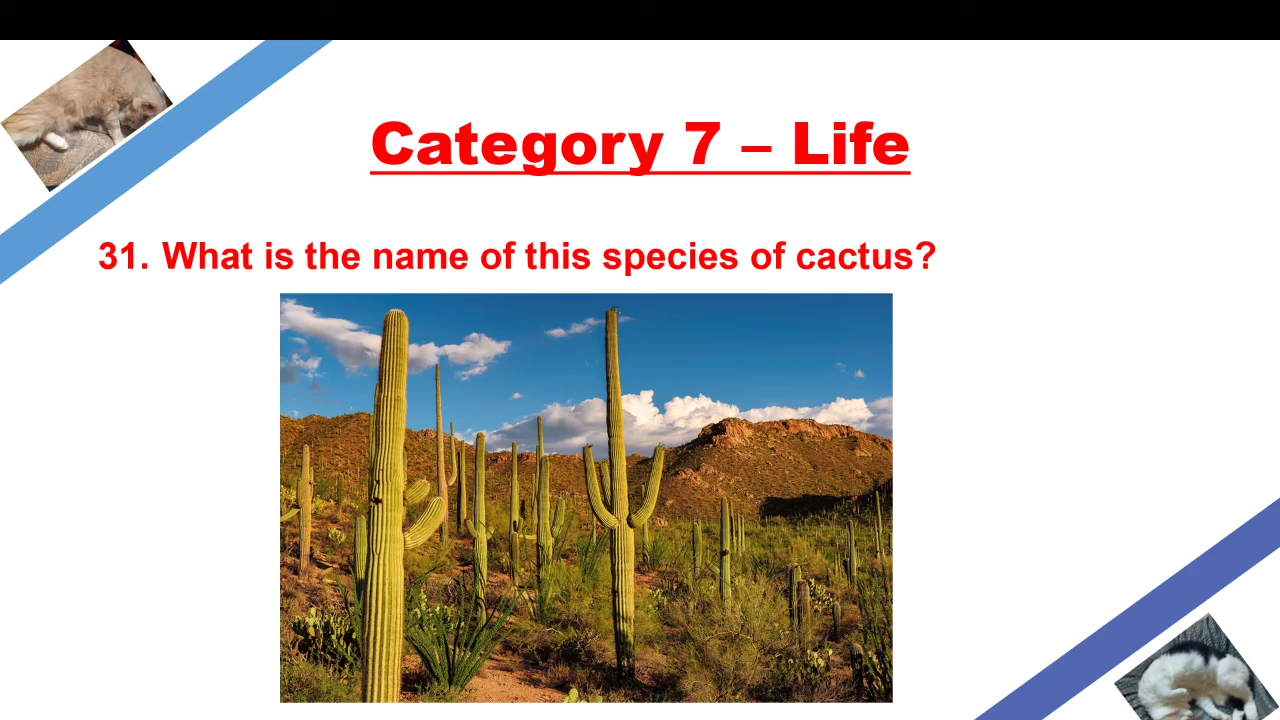 Category 7 – Life
31. What is the name of this species of cactus?